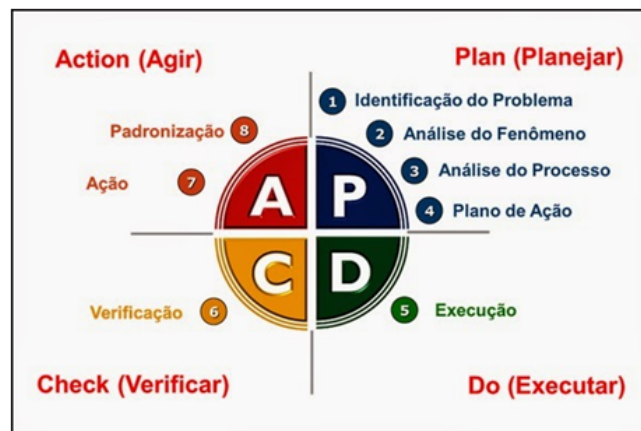 Action (Agir)
Plan (Planejar)
1 Identificação do Problema
2 Análise do Fenômeno
3 Análise do Processo
4 Plano de Ação
Padronização 8
Ação 7
A P
C D
Verificação 6
5 Execução
Check (Verificar)
Do (Executar)